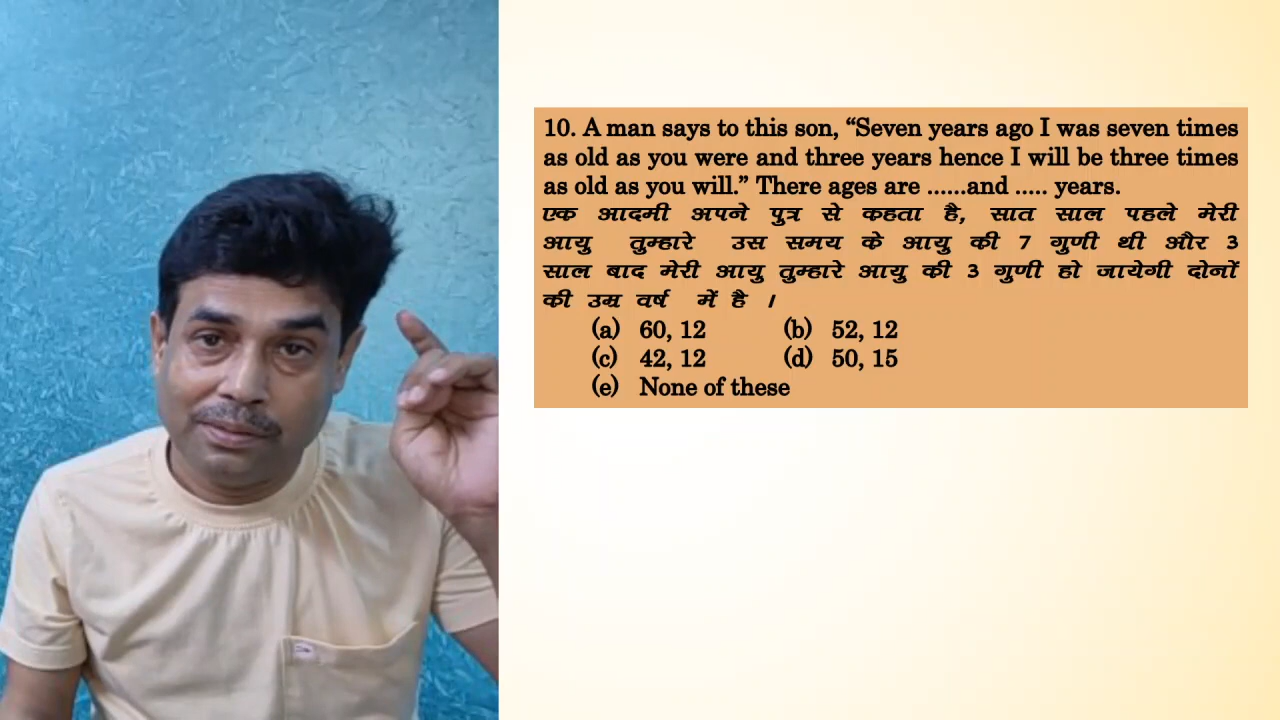 10. A man says to this son, “Seven years ago I was seven times
as old as you were and three years hence I will be three times
as old as you will.” There ages are ......and ..... years.
एक आदमी अपने पुत्र से कहता है, सात साल पहले मेरी
आयु तुम्हारे उस समय के आयु की 7 गुणी थी और 3
साल बाद मेरी आयु तुम्हारे आयु की 3 गुणी हो जायेगी दोनों
की उम्र वर्ष में है ।
(a) 60, 12 (b) 52, 12
(c) 42, 12 (d) 50, 15
(e) None of these